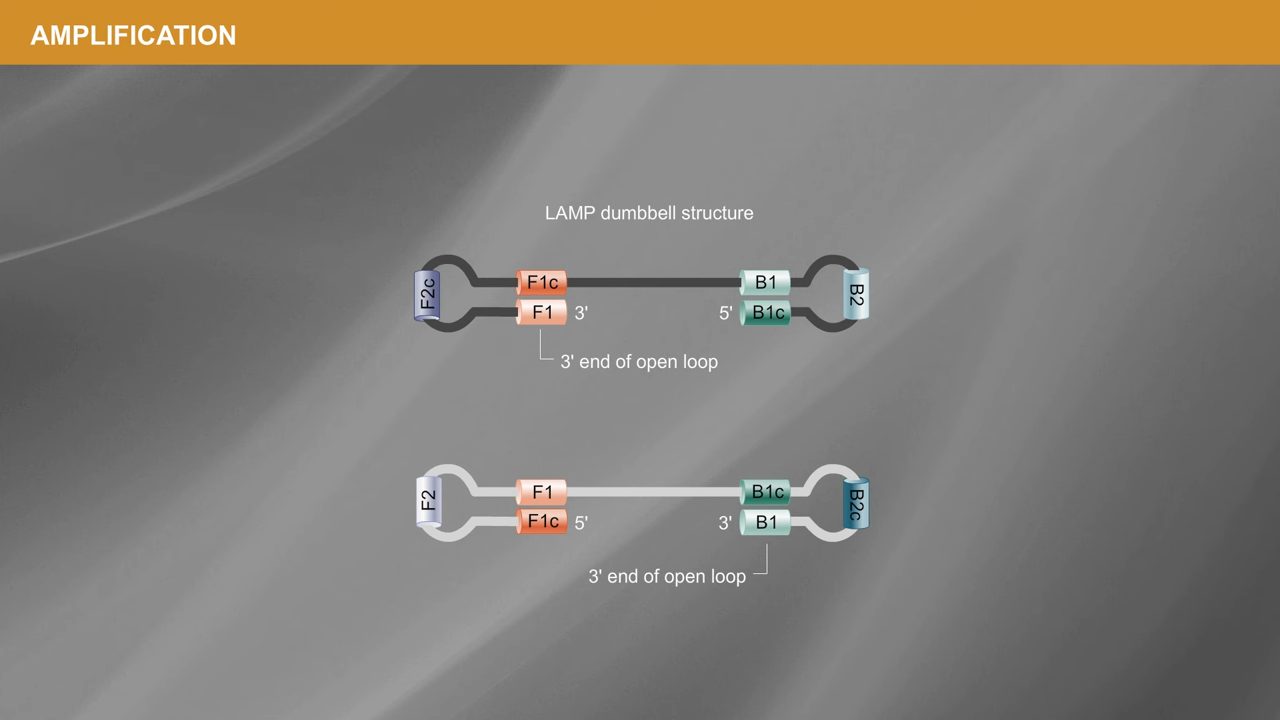 AMPLIFICATION
LAMP dumbbell structure
F2c
F1c
B1
B2
F1
3'
5'
B1c
3' end of open loop
F2
F1
B1c
B2c
F1c
5'
3'
B1
3' end of open loop